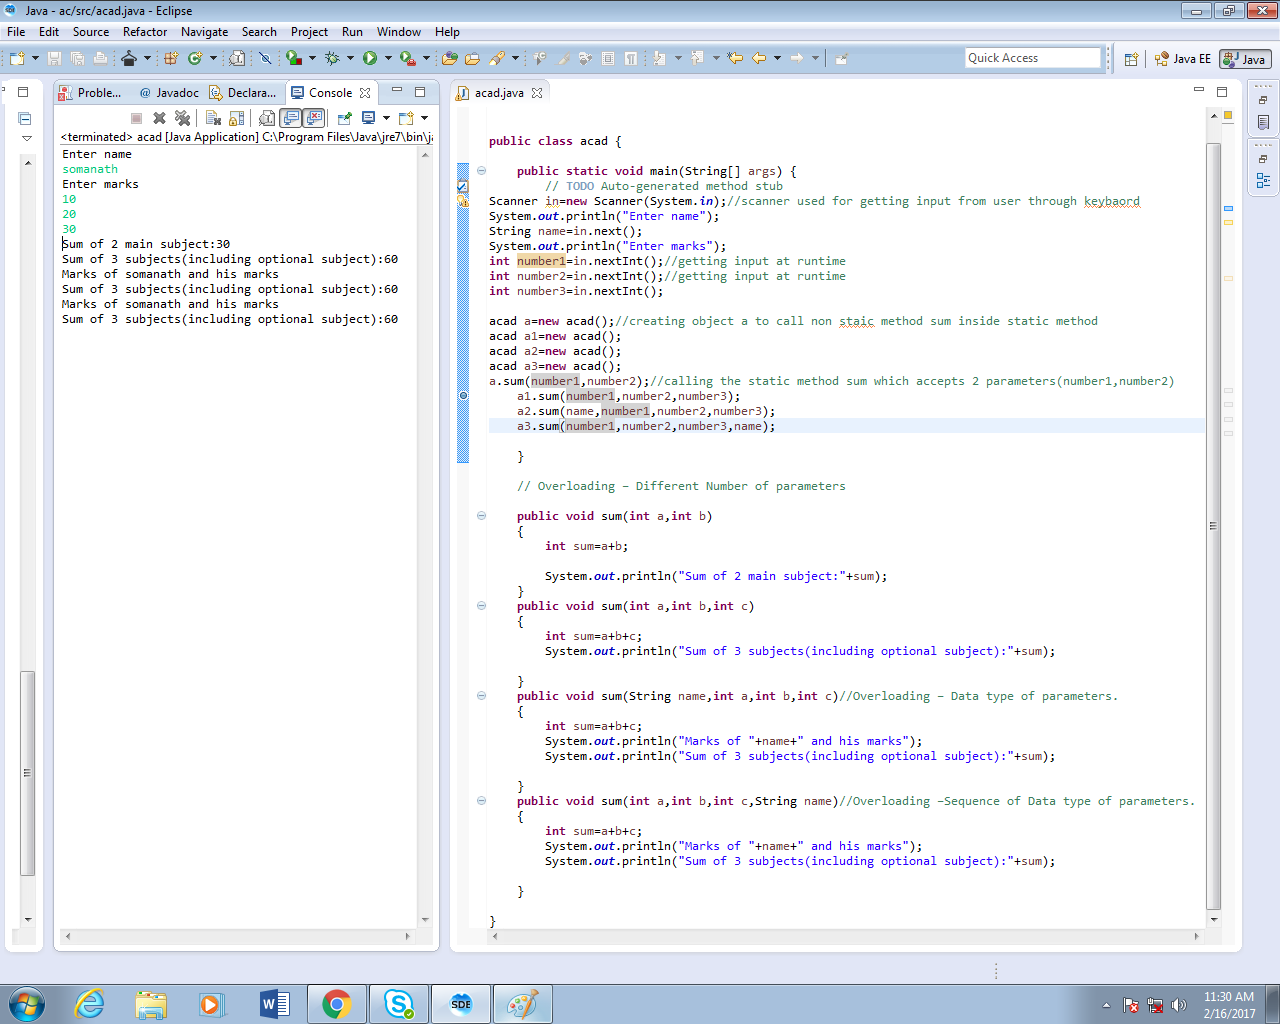 Java - ac/src/acad.java - Eclipse
File Edit Source Refactor Navigate Search Project Run Window Help
Quick Access
Java EE
Java
Proble...
@ Javadoc
Declara...
Console
<terminated> acad [Java Application] C:\Program Files\Java\jre7\bin\ja
Enter name
somanath
Enter marks
10
20
30
Sum of 2 main subject:30
Sum of 3 subjects(including optional subject):60
Marks of somanath and his marks
Sum of 3 subjects(including optional subject):60
Marks of somanath and his marks
Sum of 3 subjects(including optional subject):60
acad.java
public class acad {
public static void main(String[] args) {
// TODO Auto-generated method stub
Scanner in=new Scanner(System.in);//scanner used for getting input from user through keybaord
System.out.println("Enter name");
String name=in.next();
System.out.println("Enter marks");
int number1=in.nextInt();//getting input at runtime
int number2=in.nextInt();//getting input at runtime
int number3=in.nextInt();
acad a=new acad();//creating object a to call non staic method sum inside static method
acad a1=new acad();
acad a2=new acad();
acad a3=new acad();
a.sum(number1,number2);//calling the static method sum which accepts 2 parameters(number1,number2)
a1.sum(number1,number2,number3);
a2.sum(name,number1,number2,number3);
a3.sum(number1,number2,number3,name);
}
// Overloading – Different Number of parameters
public void sum(int a,int b)
{
int sum=a+b;
System.out.println("Sum of 2 main subject:"+sum);
}
public void sum(int a,int b,int c)
{
int sum=a+b+c;
System.out.println("Sum of 3 subjects(including optional subject):"+sum);
}
public void sum(String name,int a,int b,int c)//Overloading – Data type of parameters.
{
int sum=a+b+c;
System.out.println("Marks of "+name+" and his marks");
System.out.println("Sum of 3 subjects(including optional subject):"+sum);
}
public void sum(int a,int b,int c,String name)//Overloading –Sequence of Data type of parameters.
{
int sum=a+b+c;
System.out.println("Marks of "+name+" and his marks");
System.out.println("Sum of 3 subjects(including optional subject):"+sum);
}
}
SDE
11:30 AM
2/16/2017